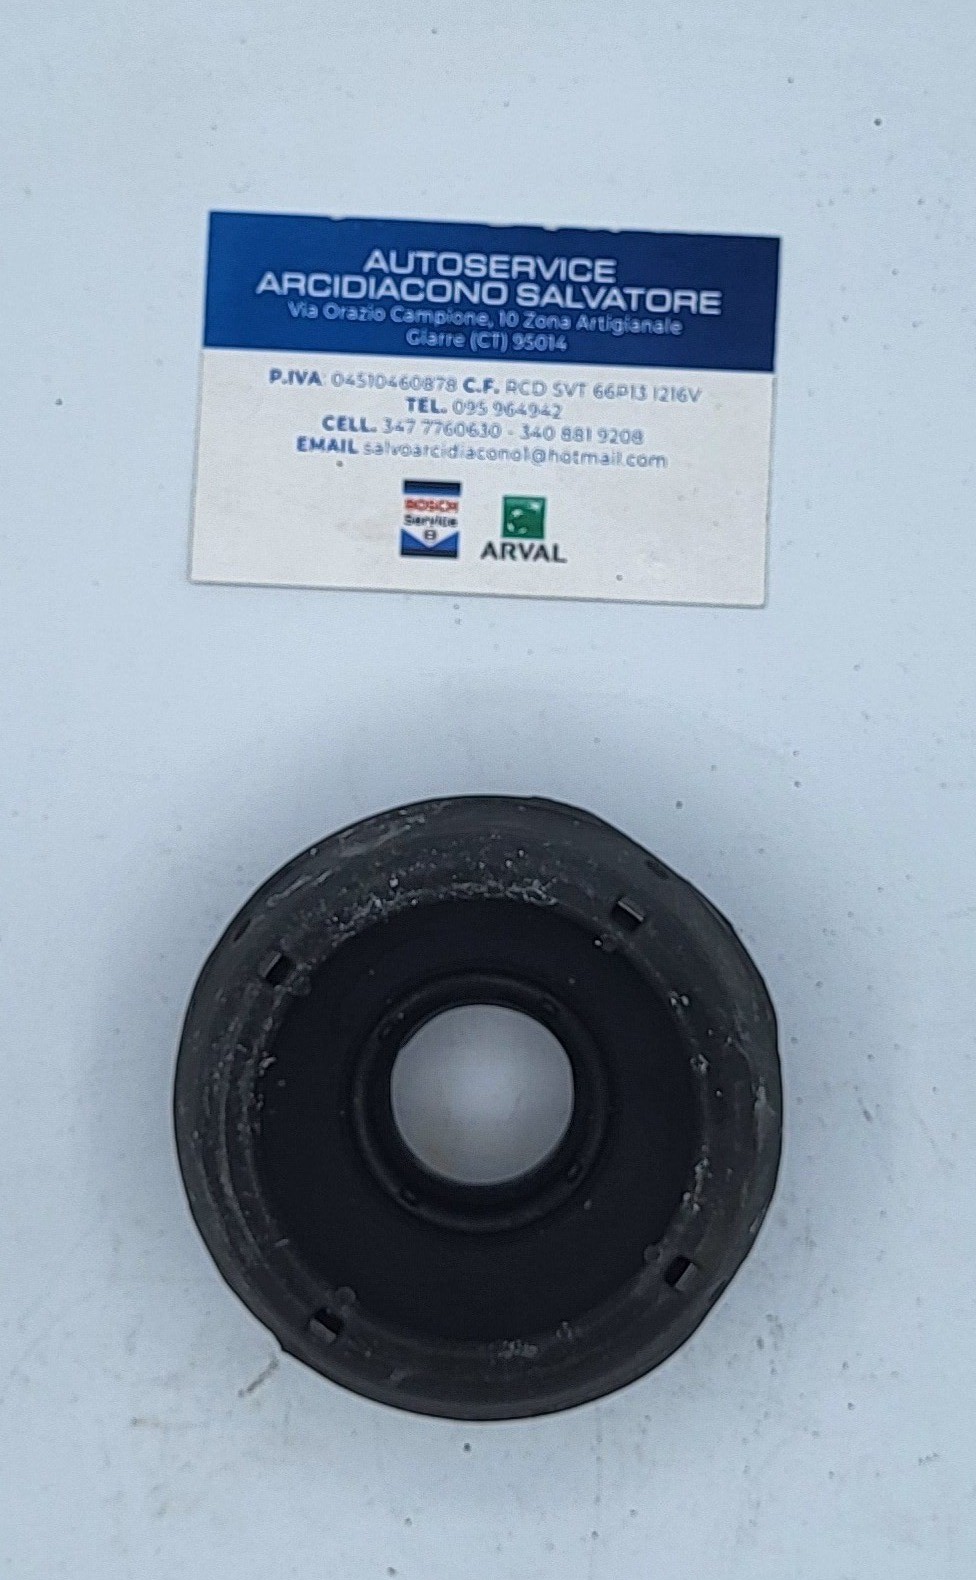 AUTOSERVICE
ARCIDIACONO SALVATORE
Via Orazio Campione, 10 Zona Artigianale
Giarre (CT) 95014
P.IVA: 04510460878 C.F. RCD SVT 66P13 I216V
TEL. 095 964942
CELL. 347 7760630 - 340 881 9208
EMAIL salvoarcidiacono1@hotmail.com
BOSCH
Service
ARVAL